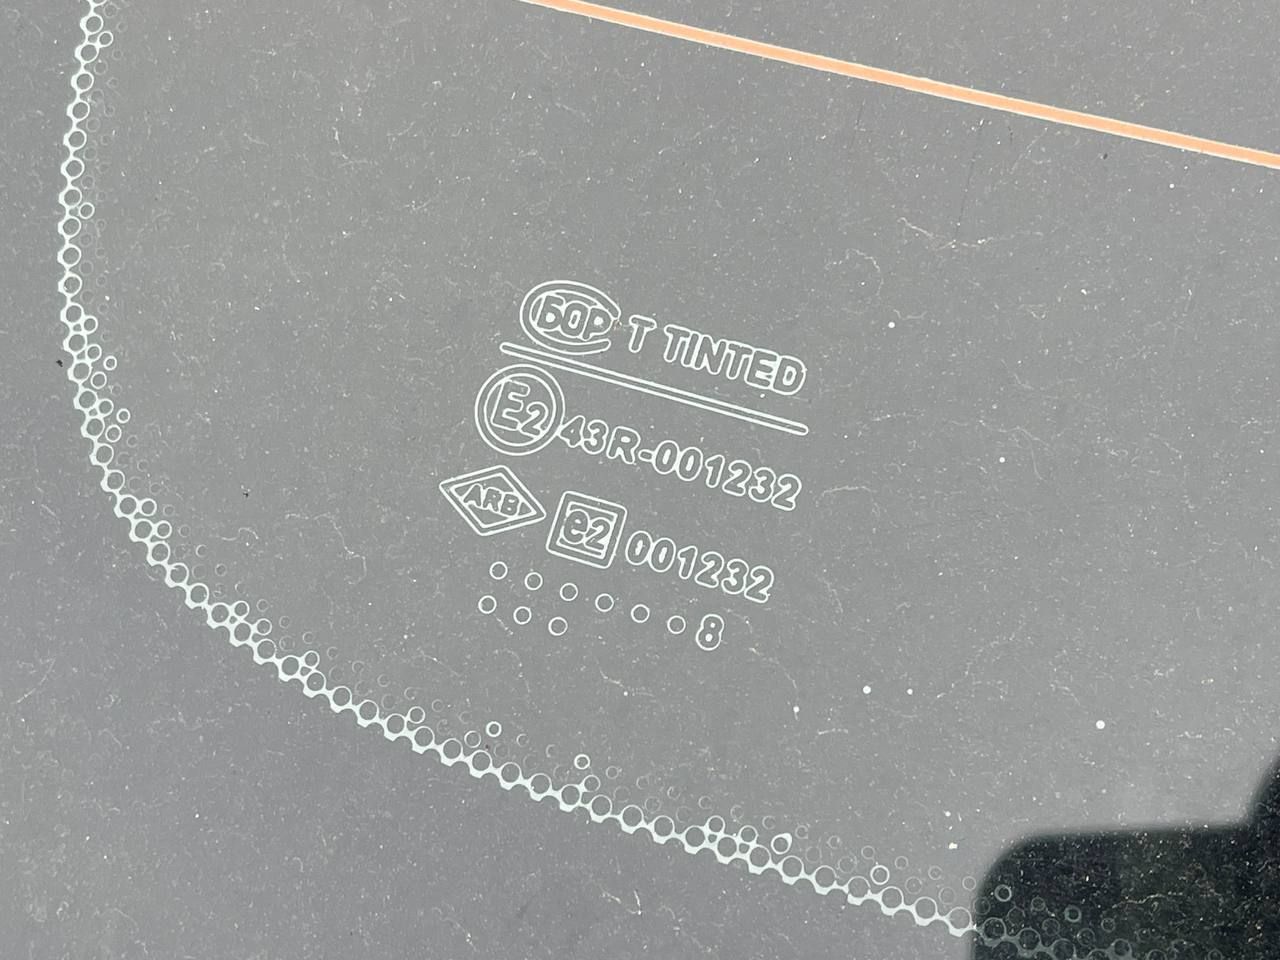 БОР T TINTED
E2 43R-001232
ARB e2 001232
8